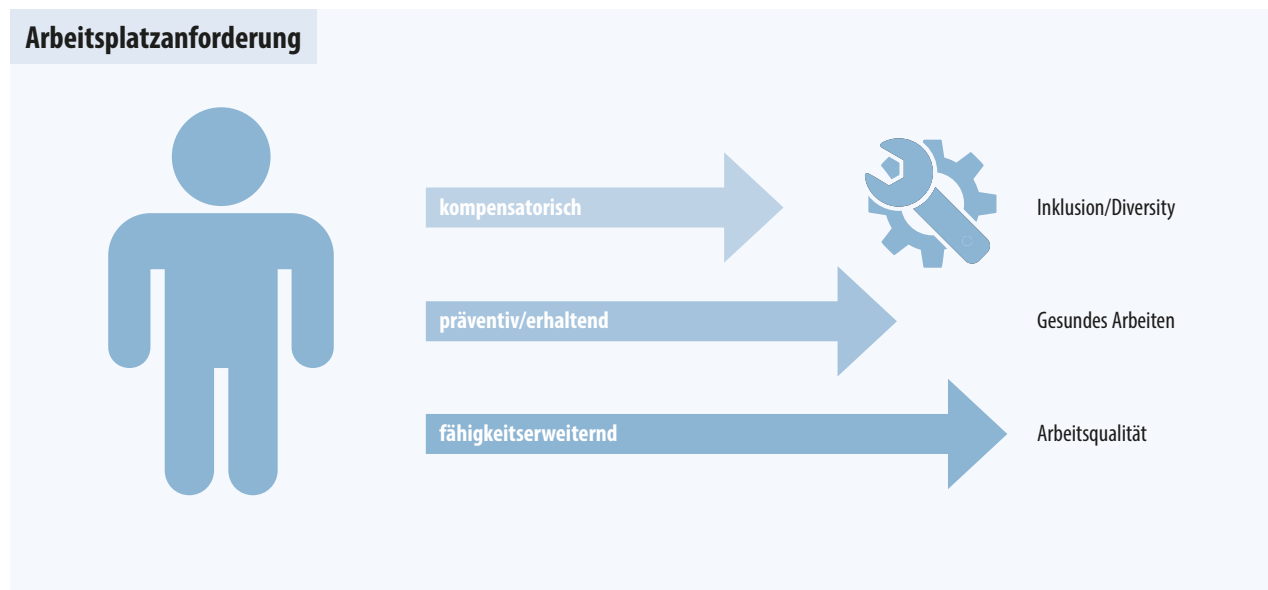 Arbeitsplatzanforderung
kompensatorisch
Inklusion/Diversity
präventiv/erhaltend
Gesundes Arbeiten
fähigkeitserweiternd
Arbeitsqualität